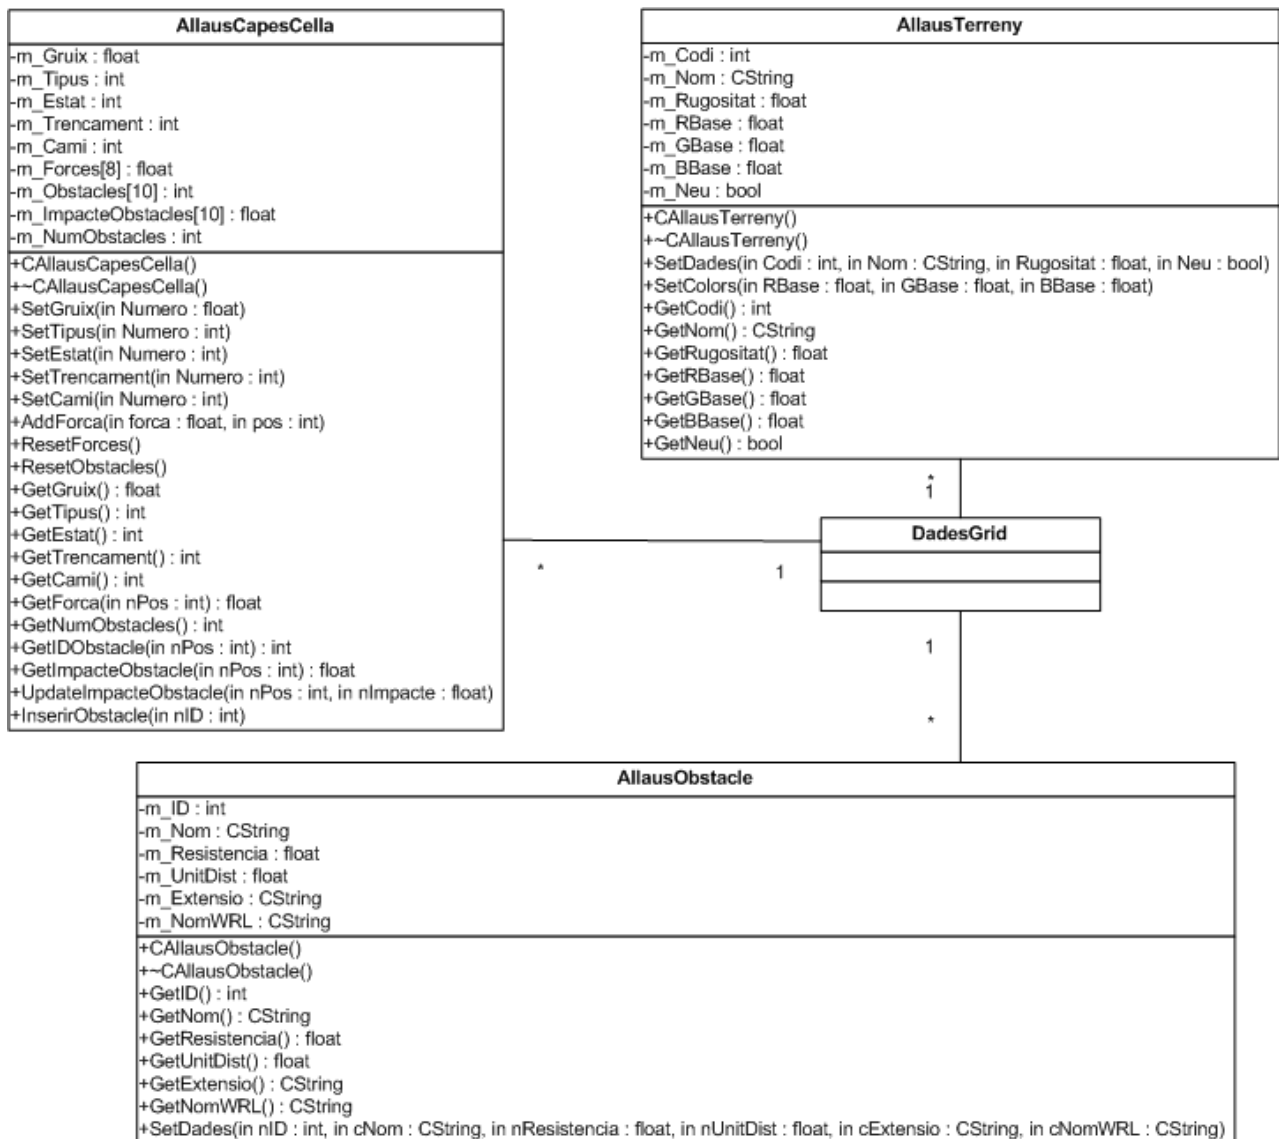 AllausCapesCella
-m_Gruix : float
-m_Tipus : int
-m_Estat : int
-m_Trencament : int
-m_Cami : int
-m_Forces[8] : float
-m_Obstacles[10] : int
-m_ImpacteObstacles[10] : float
-m_NumObstacles : int
+CAllausCapesCella()
+~CAllausCapesCella()
+SetGruix(in Numero : float)
+SetTipus(in Numero : int)
+SetEstat(in Numero : int)
+SetTrencament(in Numero : int)
+SetCami(in Numero : int)
+AddForca(in forca : float, in pos : int)
+ResetForces()
+ResetObstacles()
+GetGruix() : float
+GetTipus() : int
+GetEstat() : int
+GetTrencament() : int
+GetCami() : int
+GetForca(in nPos : int) : float
+GetNumObstacles() : int
+GetIDObstacle(in nPos : int) : int
+GetImpacteObstacle(in nPos : int) : float
+UpdateImpacteObstacle(in nPos : int, in nImpacte : float)
+InserirObstacle(in nID : int)
AllausTerreny
-m_Codi : int
-m_Nom : CString
-m_Rugositat : float
-m_RBase : float
-m_GBase : float
-m_BBase : float
-m_Neu : bool
+CAllausTerreny()
+~CAllausTerreny()
+SetDades(in Codi : int, in Nom : CString, in Rugositat : float, in Neu : bool)
+SetColors(in RBase : float, in GBase : float, in BBase : float)
+GetCodi() : int
+GetNom() : CString
+GetRugositat() : float
+GetRBase() : float
+GetGBase() : float
+GetBBase() : float
+GetNeu() : bool
*
1
DadesGrid
*
1
1
*
AllausObstacle
-m_ID : int
-m_Nom : CString
-m_Resistencia : float
-m_UnitDist : float
-m_Extensio : CString
-m_NomWRL : CString
+CAllausObstacle()
+~CAllausObstacle()
+GetID() : int
+GetNom() : CString
+GetResistencia() : float
+GetUnitDist() : float
+GetExtensio() : CString
+GetNomWRL() : CString
+SetDades(in nID : int, in cNom : CString, in nResistencia : float, in nUnitDist : float, in cExtensio : CString, in cNomWRL : CString)